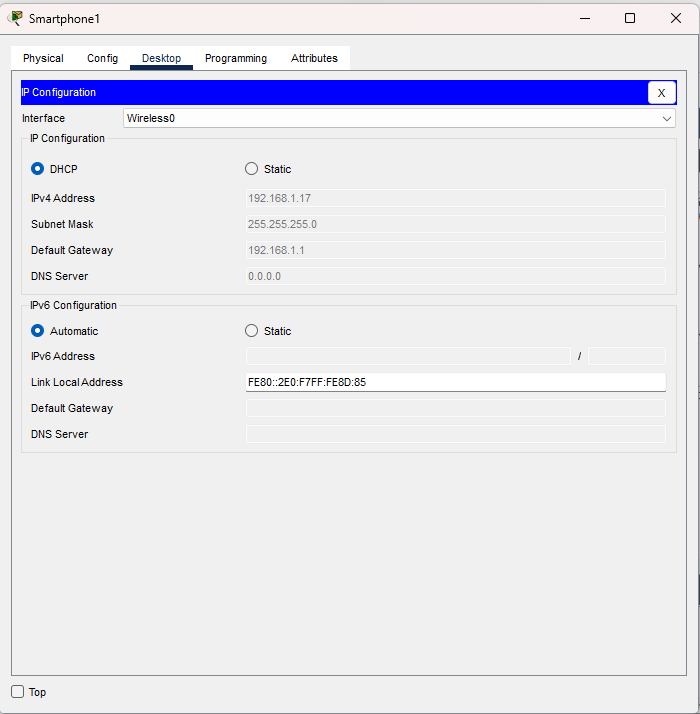 Smartphone1
Physical Config Desktop Programming Attributes
IP Configuration X
Interface Wireless0
IP Configuration
DHCP Static
IPv4 Address 192.168.1.17
Subnet Mask 255.255.255.0
Default Gateway 192.168.1.1
DNS Server 0.0.0.0
IPv6 Configuration
Automatic Static
IPv6 Address /
Link Local Address FE80::2E0:F7FF:FE8D:85
Default Gateway
DNS Server
Top